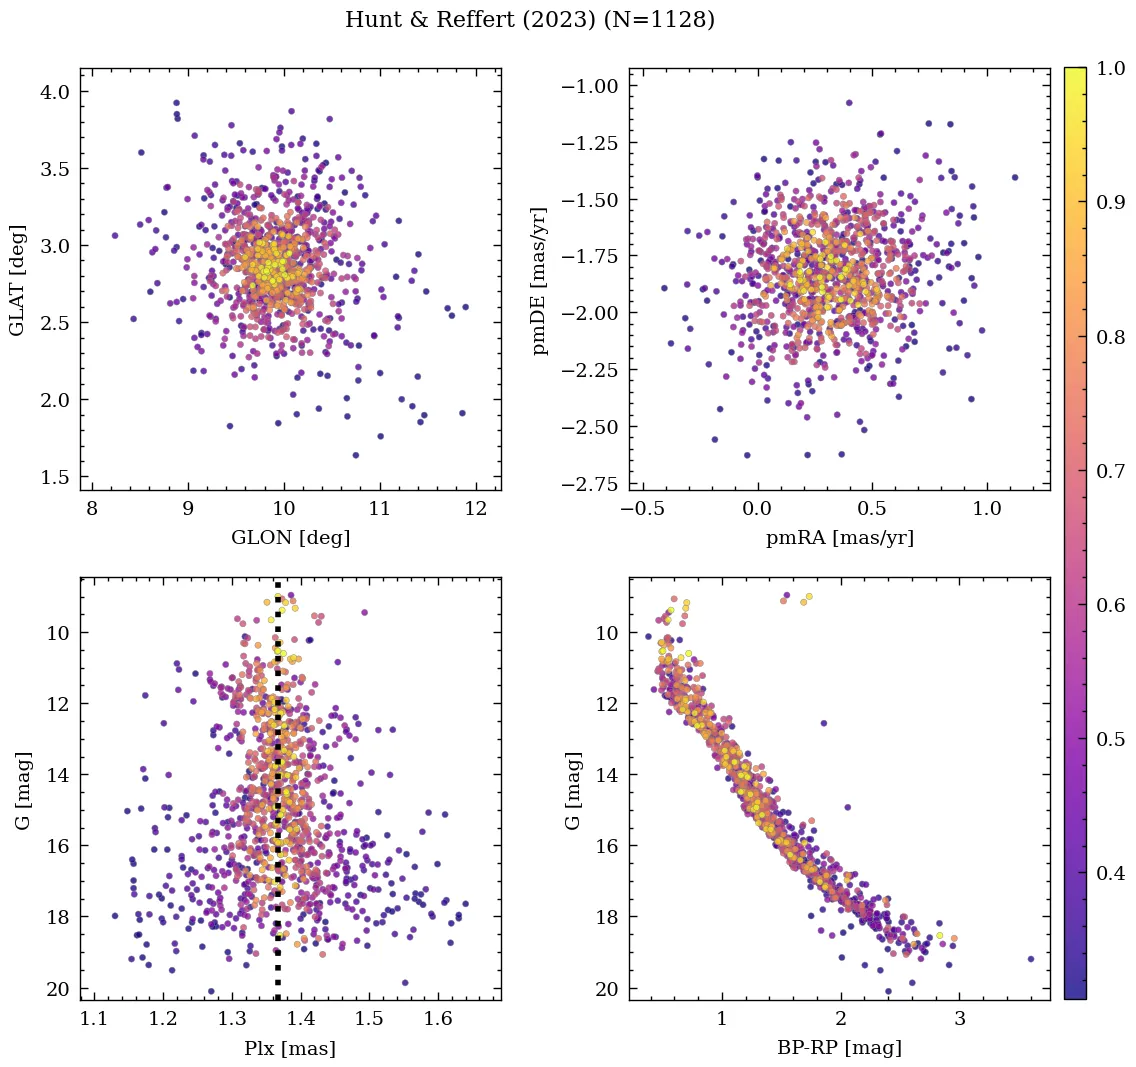 Hunt & Reffert (2023) (N=1128)
4.0
3.5
3.0
2.5
2.0
1.5
GLAT [deg]
8 9 10 11 12
GLON [deg]
−1.00
−1.25
−1.50
−1.75
−2.00
−2.25
−2.50
−2.75
pmDE [mas/yr]
−0.5 0.0 0.5 1.0
pmRA [mas/yr]
1.0
0.9
0.8
0.7
0.6
0.5
0.4
10
12
14
16
18
20
G [mag]
1.1 1.2 1.3 1.4 1.5 1.6
Plx [mas]
10
12
14
16
18
20
G [mag]
1 2 3
BP-RP [mag]